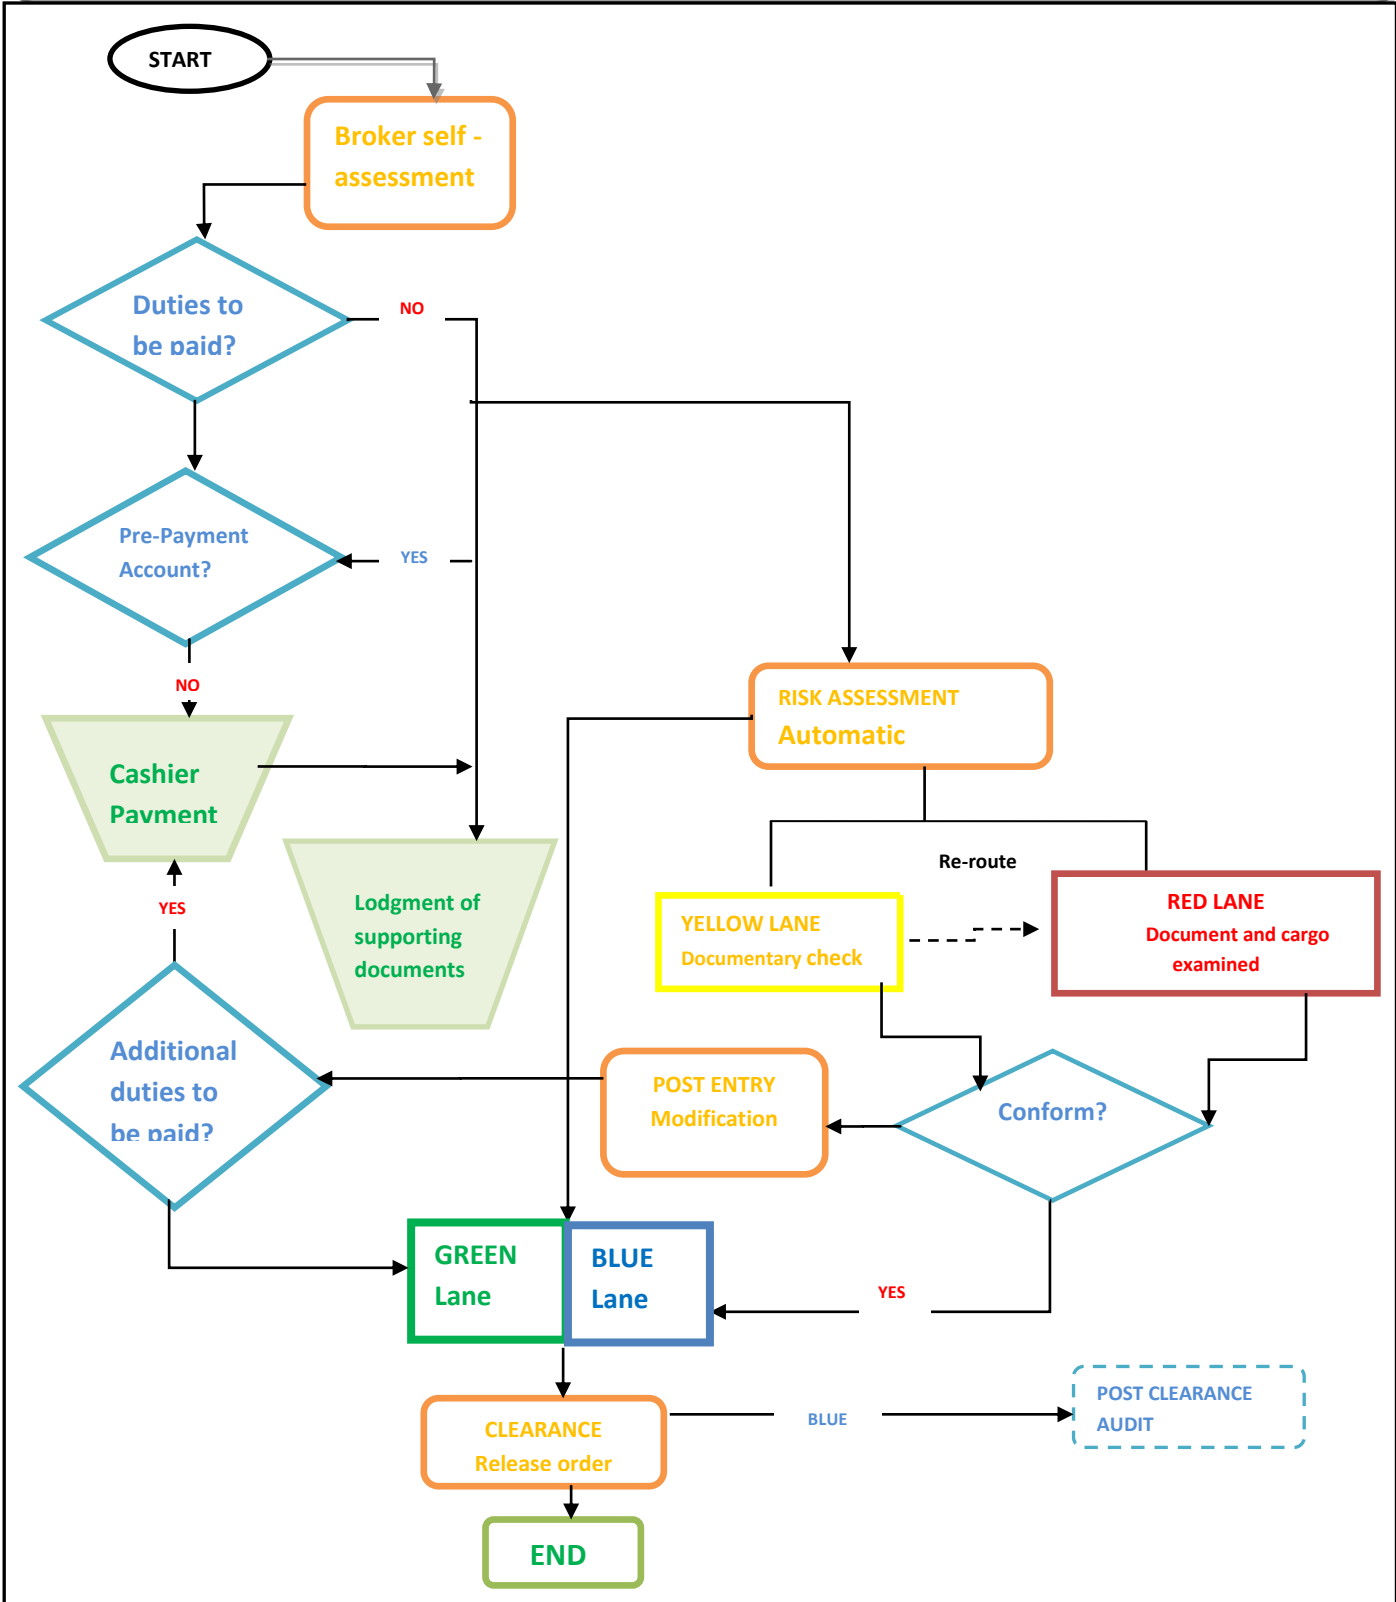 START
Broker self -
assessment
Duties to
be paid?
NO
Pre-Payment
Account?
YES
NO
RISK ASSESSMENT
Automatic
Cashier
Payment
Re-route
YES
Lodgment of
supporting
documents
YELLOW LANE
Documentary check
RED LANE
Document and cargo
examined
Additional
duties to
be paid?
POST ENTRY
Modification
Conform?
GREEN
Lane
BLUE
Lane
YES
CLEARANCE
Release order
BLUE
POST CLEARANCE
AUDIT
END